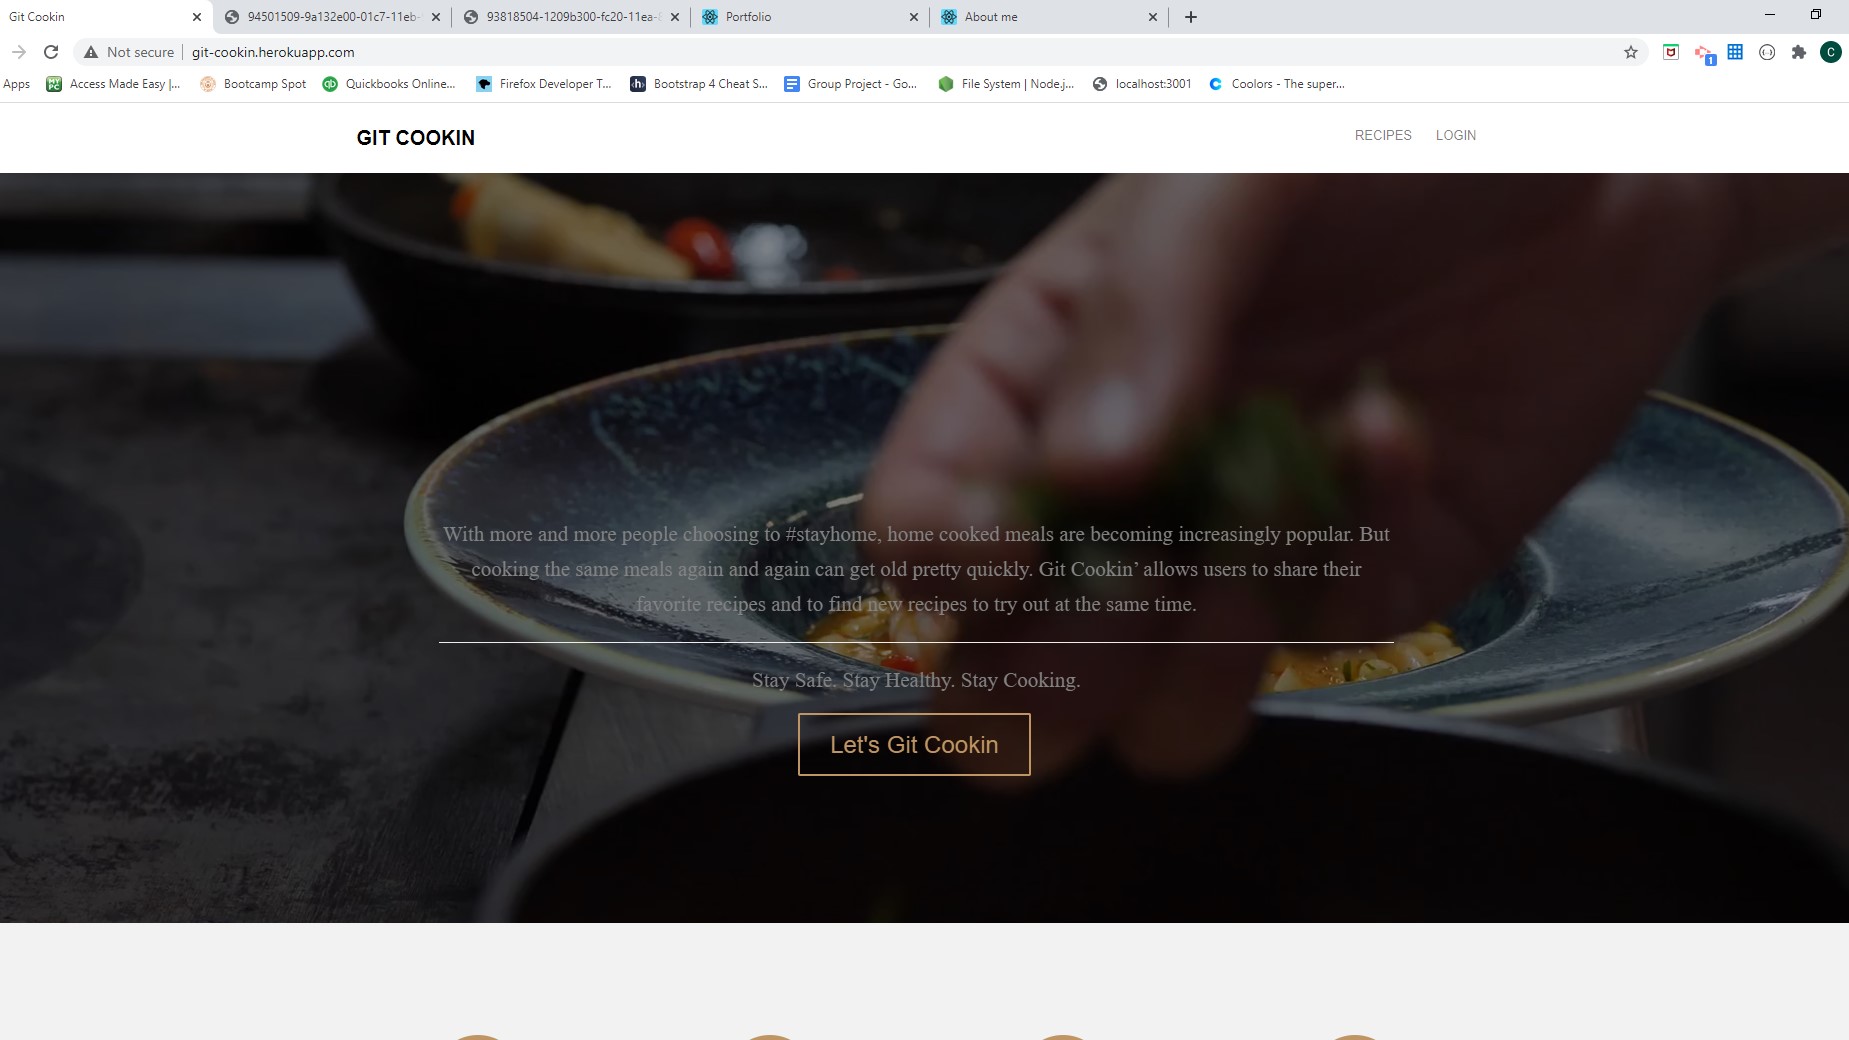 Git Cookin
94501509-9a132e00-01c7-11eb-
93818504-1209b300-fc20-11ea-
Portfolio
About me
Not secure
git-cookin.herokuapp.com
C
1
Apps
Access Made Easy |...
Bootcamp Spot
Quickbooks Online...
Firefox Developer T...
Bootstrap 4 Cheat S...
Group Project - Go...
File System | Node.j...
localhost:3001
Coolors - The super...
GIT COOKIN
RECIPES
LOGIN
With more and more people choosing to #stayhome, home cooked meals are becoming increasingly popular. But
cooking the same meals again and again can get old pretty quickly. Git Cookin’ allows users to share their
favorite recipes and to find new recipes to try out at the same time.
Stay Safe. Stay Healthy. Stay Cooking.
Let's Git Cookin